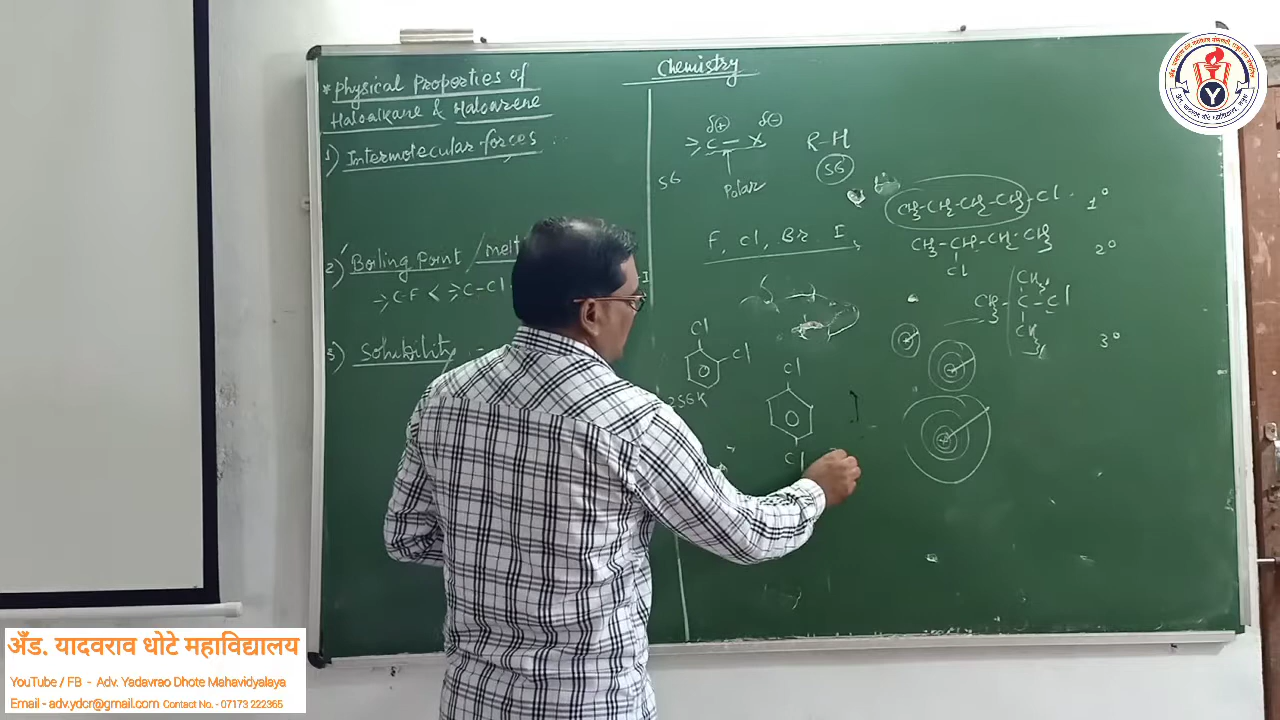 Chemistry
* Physical Properties of
Haloalkane & Haloarene
1) Intermolecular forces
2) Boiling Point / melt
> C-F < > C-Cl
3) Solubility
δ(+) δ(-)
> C - X
Polar
56
R-H
56
F, Cl, Br, I,
CH3-CH2-CH2-CH2-Cl 1°
CH3-CH-CH2-CH3 2°
Cl
CH3
CH3-C-Cl
CH3
3°
Cl
Cl
256K
Cl
Cl
Y
अँड. यादवराव धोटे महाविद्यालय
YouTube / FB - Adv. Yadavrao Dhote Mahavidyalaya
Email - adv.ydcr@gmail.com Contact No. - 07173 222365